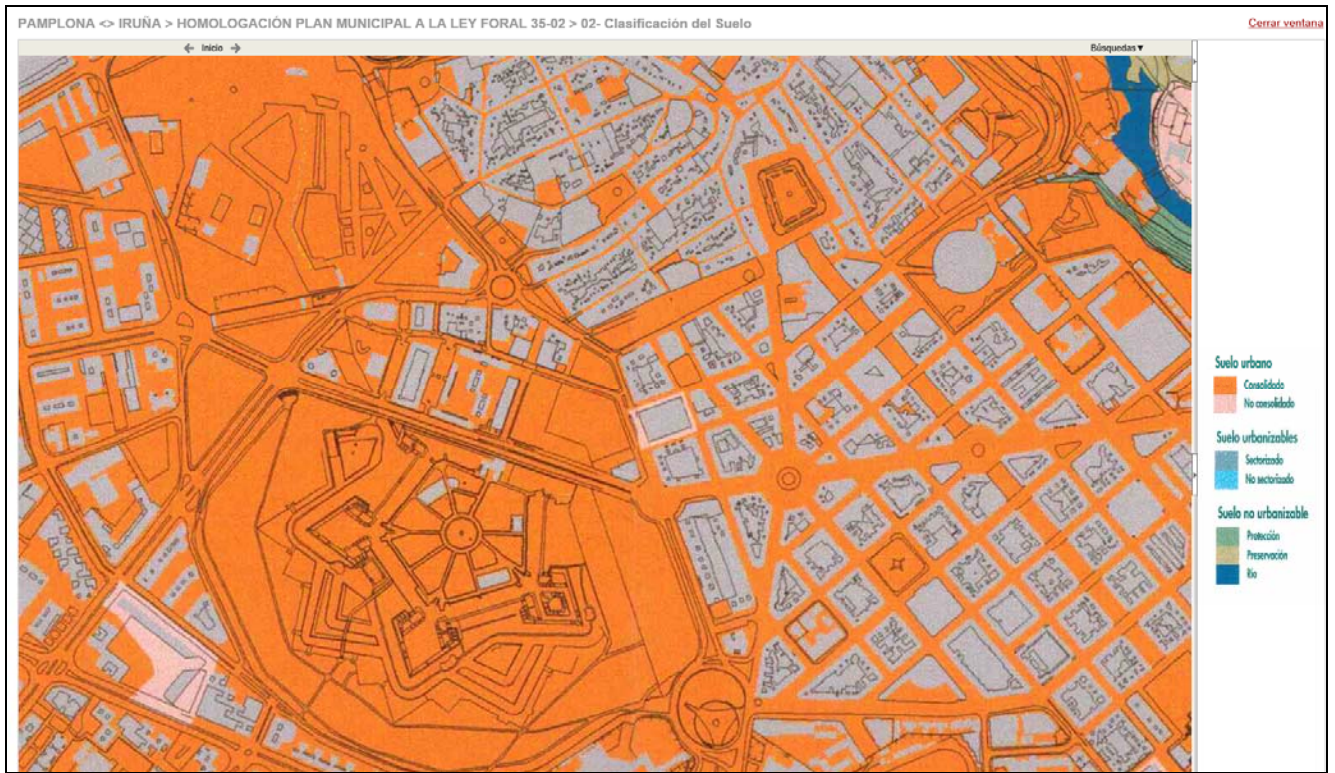 PAMPLONA <> IRUÑA > HOMOLOGACIÓN PLAN MUNICIPAL A LA LEY FORAL 35-02 > 02- Clasificación del Suelo
Cerrar ventana
Inicio
Búsquedas ▼
Suelo urbano
Consolidado
No consolidado
Suelo urbanizables
Sectorizado
No sectorizado
Suelo no urbanizable
Protección
Preservación
Río